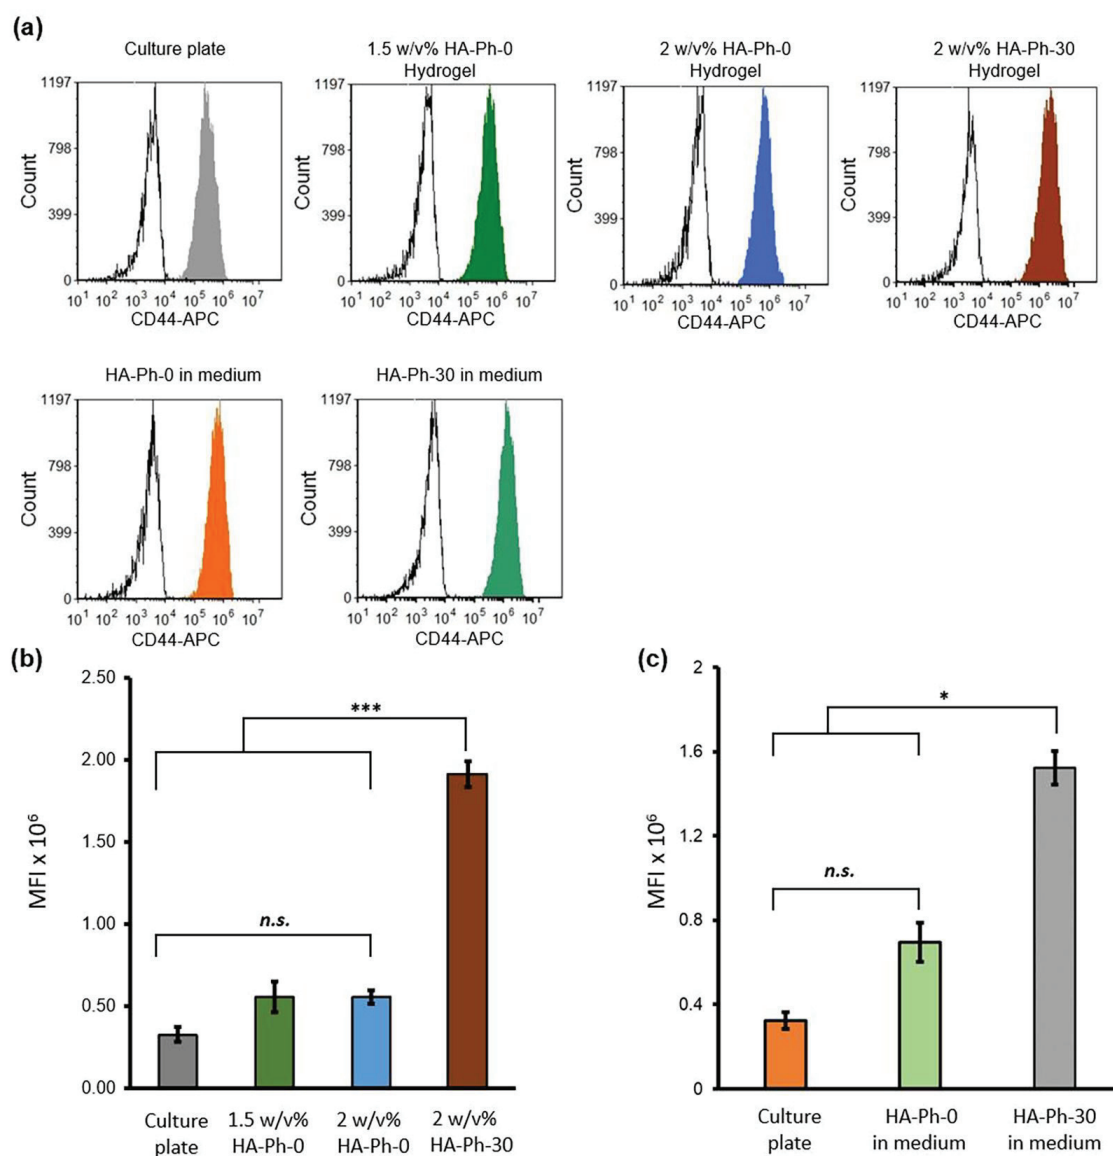 (a)
Culture plate
1.5 w/v% HA-Ph-0
Hydrogel
2 w/v% HA-Ph-0
Hydrogel
2 w/v% HA-Ph-30
Hydrogel
1197
798
399
0
Count
10¹ 10² 10³ 10⁴ 10⁵ 10⁶ 10⁷
CD44-APC
1197
798
399
0
Count
10¹ 10² 10³ 10⁴ 10⁵ 10⁶ 10⁷
CD44-APC
1197
798
399
0
Count
10¹ 10² 10³ 10⁴ 10⁵ 10⁶ 10⁷
CD44-APC
1197
798
399
0
Count
10¹ 10² 10³ 10⁴ 10⁵ 10⁶ 10⁷
CD44-APC
HA-Ph-0 in medium
1197
798
399
0
Count
10¹ 10² 10³ 10⁴ 10⁵ 10⁶ 10⁷
CD44-APC
HA-Ph-30 in medium
1197
798
399
0
Count
10¹ 10² 10³ 10⁴ 10⁵ 10⁶ 10⁷
CD44-APC
(b)
2.50
2.00
1.50
1.00
0.50
0.00
MFI x 10⁶
***
n.s.
Culture
plate
1.5 w/v%
HA-Ph-0
2 w/v%
HA-Ph-0
2 w/v%
HA-Ph-30
(c)
2
1.6
1.2
0.8
0.4
0
MFI x 10⁶
*
n.s.
Culture
plate
HA-Ph-0
in medium
HA-Ph-30
in medium